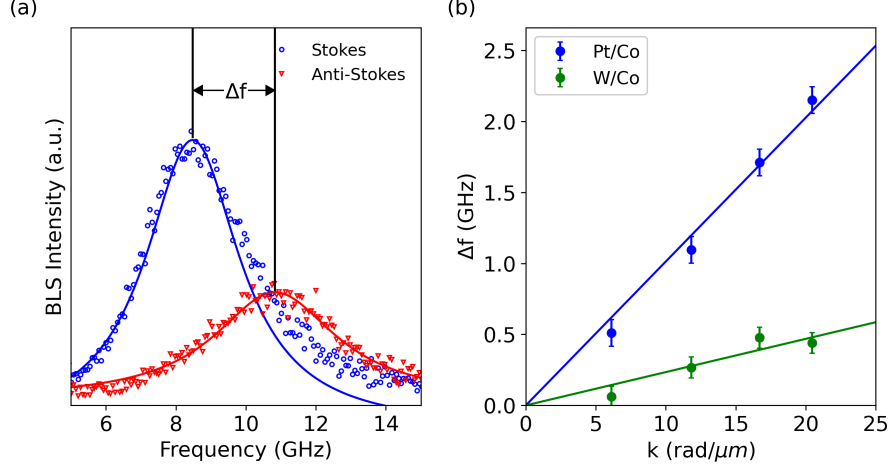 (a)
Stokes
Anti-Stokes
Δf
BLS Intensity (a.u.)
6 8 10 12 14
Frequency (GHz)
(b)
Pt/Co
W/Co
Δf (GHz)
2.5
2.0
1.5
1.0
0.5
0.0
0 5 10 15 20 25
k (rad/μm)